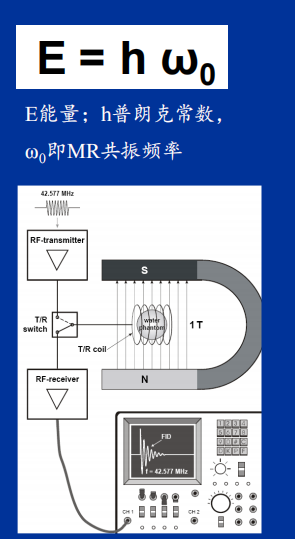 E = h ω₀
E能量；h普朗克常数，
ω₀即MR共振频率
42.577 MHz
RF-transmitter
S
T/R
switch
water
phantom
1 T
T/R coil
N
RF-receiver
FID
f = 42.577 MHz
CH 1
CH 2